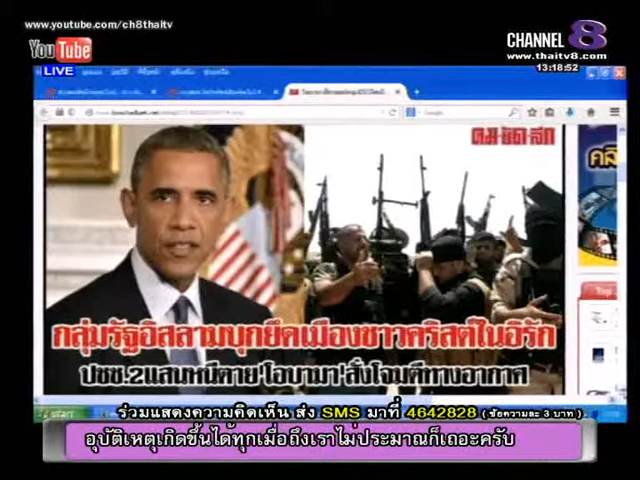 www.youtube.com/ch8thaitv
YouTube
LIVE
CHANNEL 8
www.thaitv8.com
13:18:52
คม-ชัด-ลึก
กลุ่มรัฐอิสลามบุกยึดเมืองชาวคริสต์ในอิรัก
ปชช.2แสนหนีตาย'โอบามา'สั่งโจมตีทางอากาศ
Top
start
CHANNEL 8
ร่วมแสดงความคิดเห็น ส่ง SMS มาที่ 4642828 ( ข้อความละ 3 บาท )
อุบัติเหตุเกิดขึ้นได้ทุกเมื่อถึงเราไม่ประมาณก็เถอะครับ